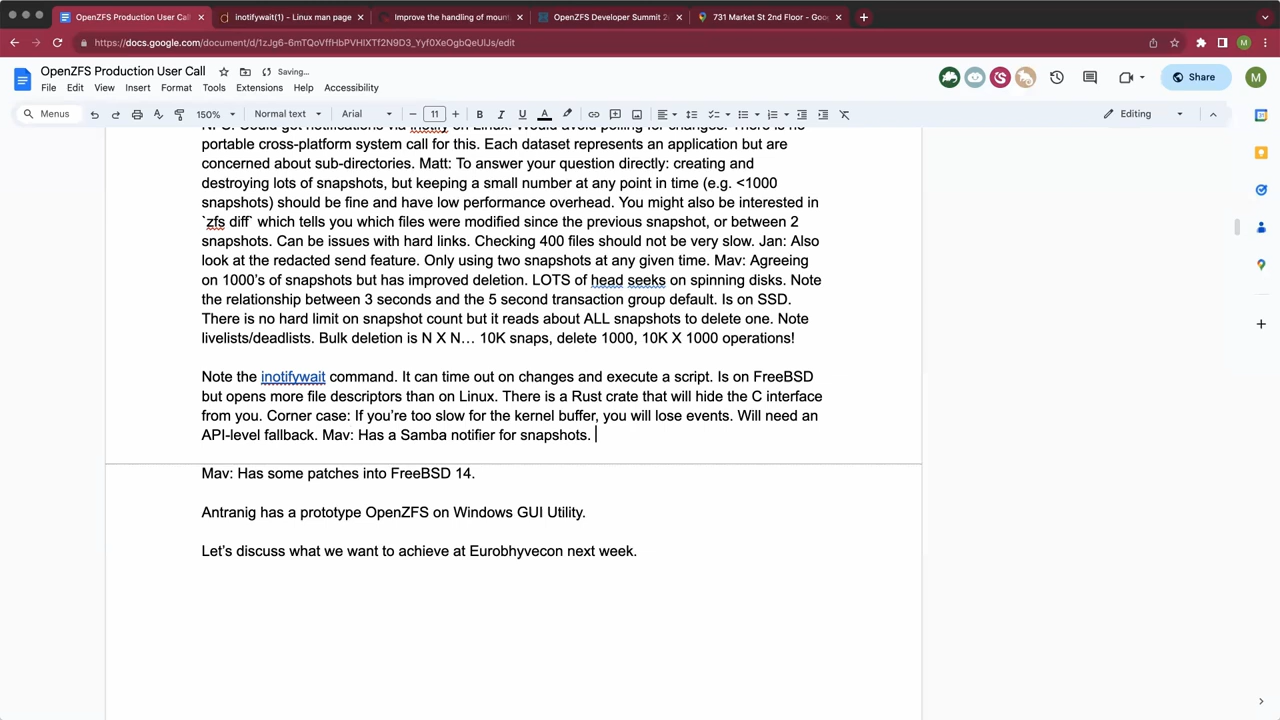 OpenZFS Production User Call
inotifywait(1) - Linux man page
Improve the handling of moun
OpenZFS Developer Summit 2
731 Market St 2nd Floor - Goo
https://docs.google.com/document/d/1zJg6-6mTQoVffHbPVHIXTf2N9D3_Yyf0XeOgbQeUlJs/edit
M
OpenZFS Production User Call
Saving...
File Edit View Insert Format Tools Extensions Help Accessibility
Share
M
Menus
150%
Normal text
Arial
11
B I U A
Editing
NPS: Could get notifications via inotify on Linux. Would avoid polling for changes. There is no
portable cross-platform system call for this. Each dataset represents an application but are
concerned about sub-directories. Matt: To answer your question directly: creating and
destroying lots of snapshots, but keeping a small number at any point in time (e.g. <1000
snapshots) should be fine and have low performance overhead. You might also be interested in
`zfs diff` which tells you which files were modified since the previous snapshot, or between 2
snapshots. Can be issues with hard links. Checking 400 files should not be very slow. Jan: Also
look at the redacted send feature. Only using two snapshots at any given time. Mav: Agreeing
on 1000’s of snapshots but has improved deletion. LOTS of head seeks on spinning disks. Note
the relationship between 3 seconds and the 5 second transaction group default. Is on SSD.
There is no hard limit on snapshot count but it reads about ALL snapshots to delete one. Note
livelists/deadlists. Bulk deletion is N X N… 10K snaps, delete 1000, 10K X 1000 operations!
Note the inotifywait command. It can time out on changes and execute a script. Is on FreeBSD
but opens more file descriptors than on Linux. There is a Rust crate that will hide the C interface
from you. Corner case: If you’re too slow for the kernel buffer, you will lose events. Will need an
API-level fallback. Mav: Has a Samba notifier for snapshots.
Mav: Has some patches into FreeBSD 14.
Antranig has a prototype OpenZFS on Windows GUI Utility.
Let’s discuss what we want to achieve at Eurobhyvecon next week.